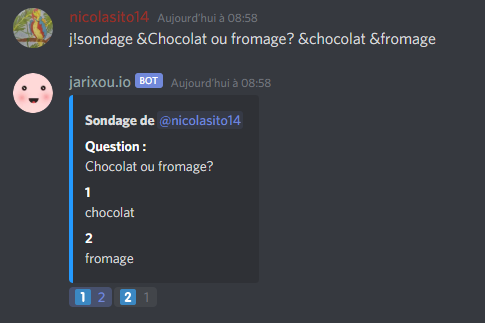 nicolasito14 Aujourd'hui à 08:58
j!sondage &Chocolat ou fromage? &chocolat &fromage
jarixou.io BOT Aujourd'hui à 08:58
Sondage de @nicolasito14
Question :
Chocolat ou fromage?
1
chocolat
2
fromage
1 2 2 1